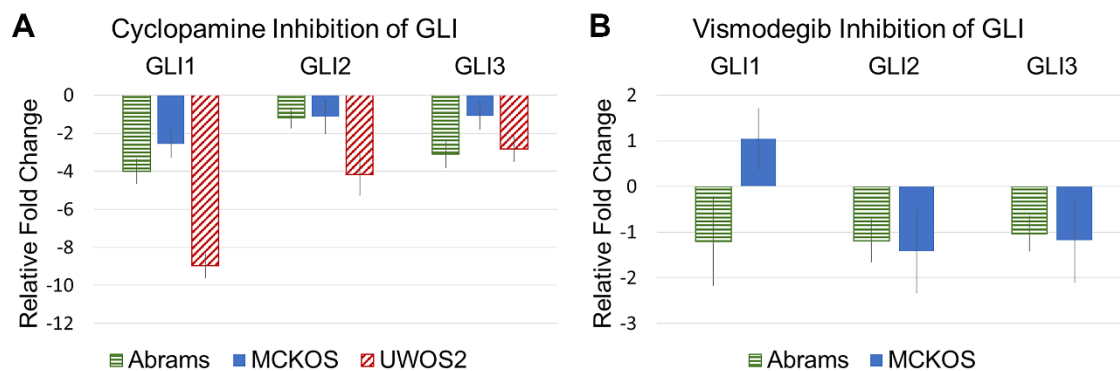 A Cyclopamine Inhibition of GLI
GLI1 GLI2 GLI3
0
-2
-4
-6
-8
-10
-12
Relative Fold Change
Abrams MCKOS UWOS2
B Vismodegib Inhibition of GLI
GLI1 GLI2 GLI3
2
1
0
-1
-2
-3
Relative Fold Change
Abrams MCKOS